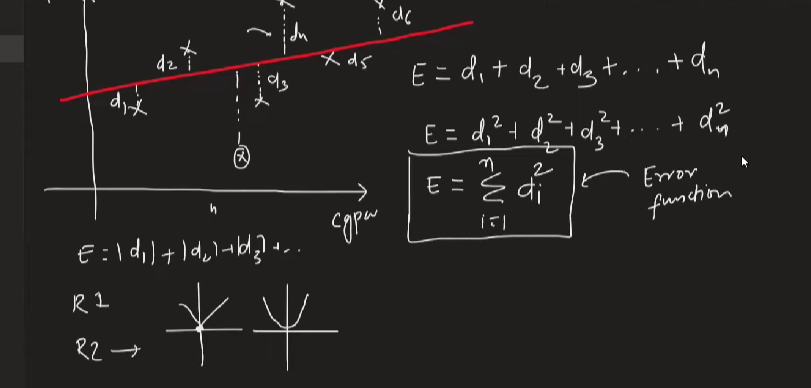 d6
dn
d2
x d5
d3
d1
E = d1 + d2 + d3 + ... + dn
E = d1² + d2² + d3² + ... + dn²
E = n Σ i=1 di²
Error function
n
cgpa
E = |d1| + |d2| + |d3| + ...
R1
R2 →